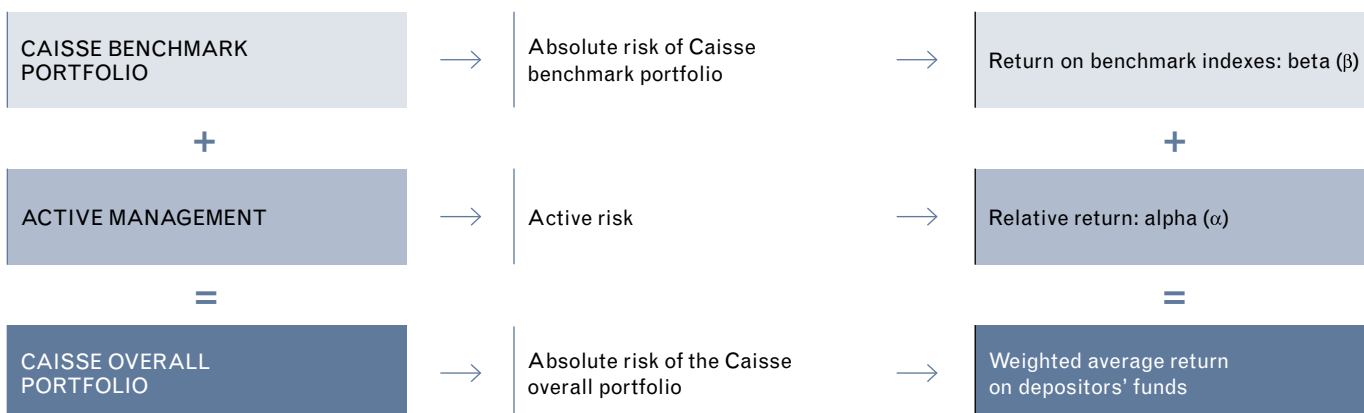 CAISSE BENCHMARK
PORTFOLIO
Absolute risk of Caisse
benchmark portfolio
Return on benchmark indexes: beta (β)
+
+
ACTIVE MANAGEMENT
Active risk
Relative return: alpha (α)
=
=
CAISSE OVERALL
PORTFOLIO
Absolute risk of the Caisse
overall portfolio
Weighted average return
on depositors’ funds